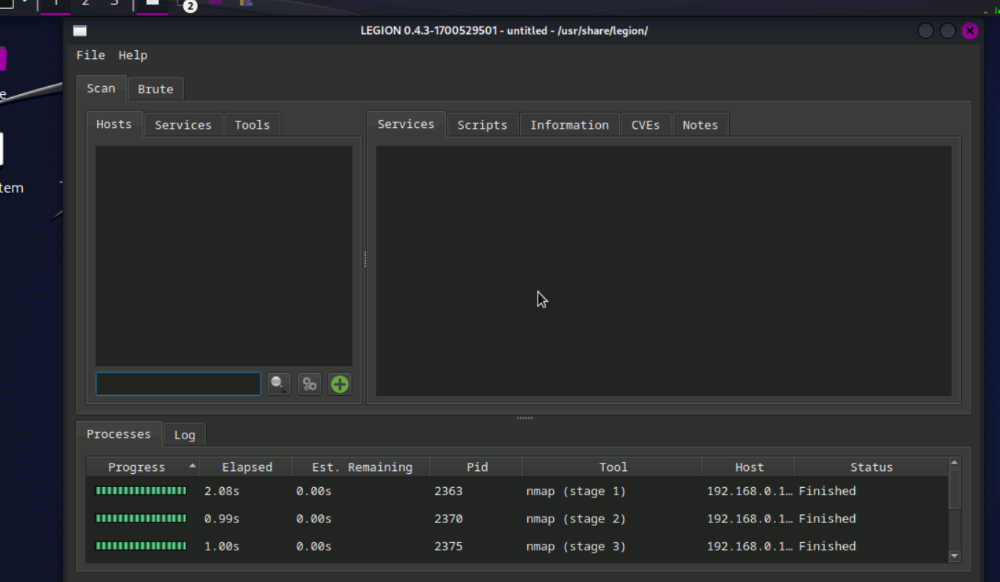 1 2 3 2
LEGION 0.4.3-1700529501 - untitled - /usr/share/legion/
File Help
Scan Brute
Hosts Services Tools Services Scripts Information CVEs Notes
e
tem
Processes Log
Progress Elapsed Est. Remaining Pid Tool Host Status
2.08s 0.00s 2363 nmap (stage 1) 192.168.0.1… Finished
0.99s 0.00s 2370 nmap (stage 2) 192.168.0.1… Finished
1.00s 0.00s 2375 nmap (stage 3) 192.168.0.1… Finished